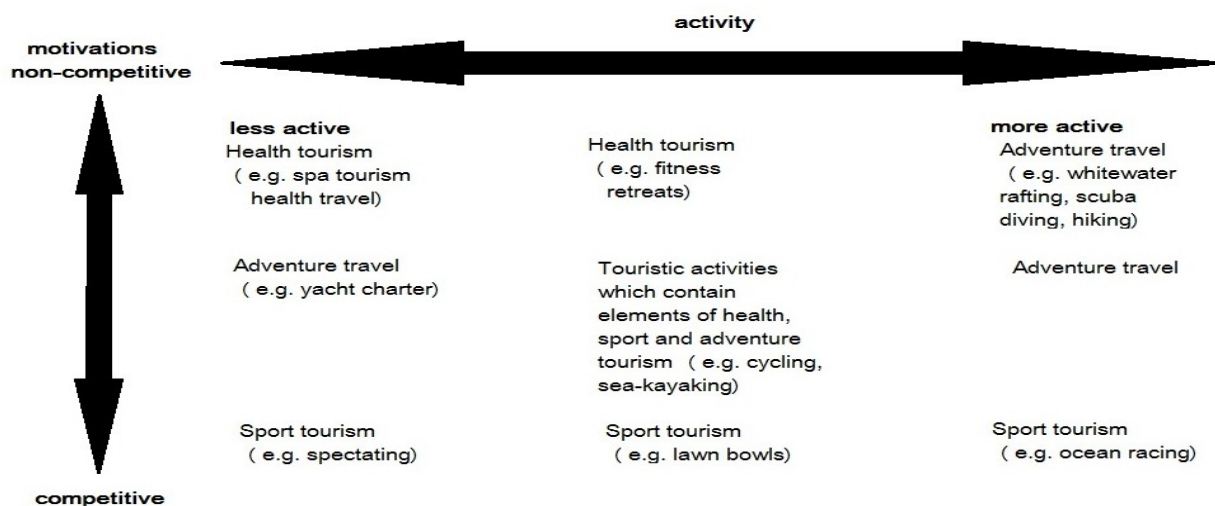 activity
motivations
non-competitive
less active
Health tourism
( e.g. spa tourism
health travel)
Health tourism
( e.g. fitness
retreats)
more active
Adventure travel
( e.g. whitewater
rafting, scuba
diving, hiking)
Adventure travel
( e.g. yacht charter)
Touristic activities
which contain
elements of health,
sport and adventure
tourism ( e.g. cycling,
sea-kayaking)
Adventure travel
Sport tourism
( e.g. spectating)
Sport tourism
( e.g. lawn bowls)
Sport tourism
( e.g. ocean racing)
competitive